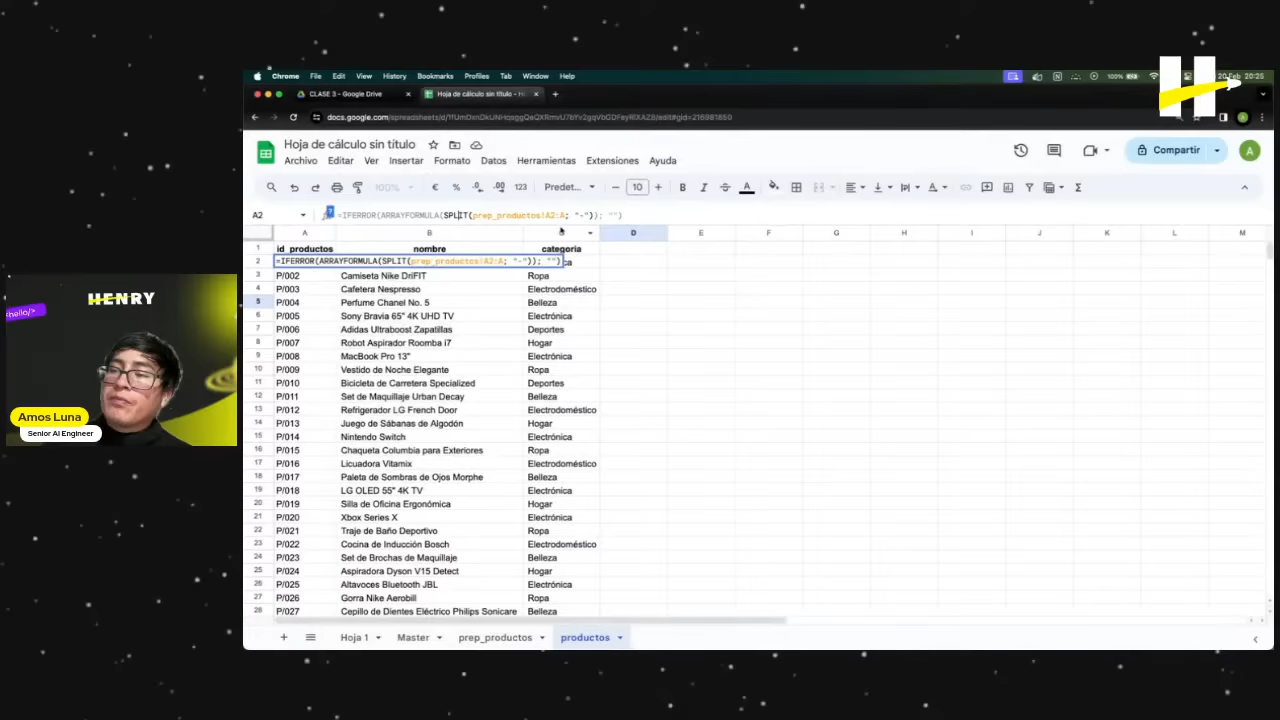 Chrome File Edit View History Bookmarks Profiles Tab Window Help
100% 20 Feb 20:25
CLASE 3 - Google Drive
Hoja de cálculo sin título -
Hoja de cálculo sin título
Compartir
A
Archivo Editar Ver Insertar Formato Datos Herramientas Extensiones Ayuda
100% € % 123 Predet... 10 B I A
A2 =IFERROR(ARRAYFORMULA(SPLIT(prep_productos!A2:A; "-")); "")
A B C D E F G H I J K L M
1 id_productos nombre categoria
2 =IFERROR(ARRAYFORMULA(SPLIT(prep_productos!A2:A; "-")); "") ca
3 P/002 Camiseta Nike DriFIT Ropa
4 P/003 Cafetera Nespresso Electrodoméstico
5 P/004 Perfume Chanel No. 5 Belleza
6 P/005 Sony Bravia 65" 4K UHD TV Electrónica
7 P/006 Adidas Ultraboost Zapatillas Deportes
8 P/007 Robot Aspirador Roomba i7 Hogar
9 P/008 MacBook Pro 13" Electrónica
10 P/009 Vestido de Noche Elegante Ropa
11 P/010 Bicicleta de Carretera Specialized Deportes
12 P/011 Set de Maquillaje Urban Decay Belleza
13 P/012 Refrigerador LG French Door Electrodoméstico
14 P/013 Juego de Sábanas de Algodón Hogar
15 P/014 Nintendo Switch Electrónica
16 P/015 Chaqueta Columbia para Exteriores Ropa
17 P/016 Licuadora Vitamix Electrodoméstico
18 P/017 Paleta de Sombras de Ojos Morphe Belleza
19 P/018 LG OLED 55" 4K TV Electrónica
20 P/019 Silla de Oficina Ergonómica Hogar
21 P/020 Xbox Series X Electrónica
22 P/021 Traje de Baño Deportivo Ropa
23 P/022 Cocina de Inducción Bosch Electrodoméstico
24 P/023 Set de Brochas de Maquillaje Belleza
25 P/024 Aspiradora Dyson V15 Detect Hogar
26 P/025 Altavoces Bluetooth JBL Electrónica
27 P/026 Gorra Nike Aerobill Ropa
28 P/027 Cepillo de Dientes Eléctrico Philips Sonicare Belleza
Hoja 1 Master prep_productos productos
HENRY
<hello/>
Amos Luna
Senior AI Engineer
H